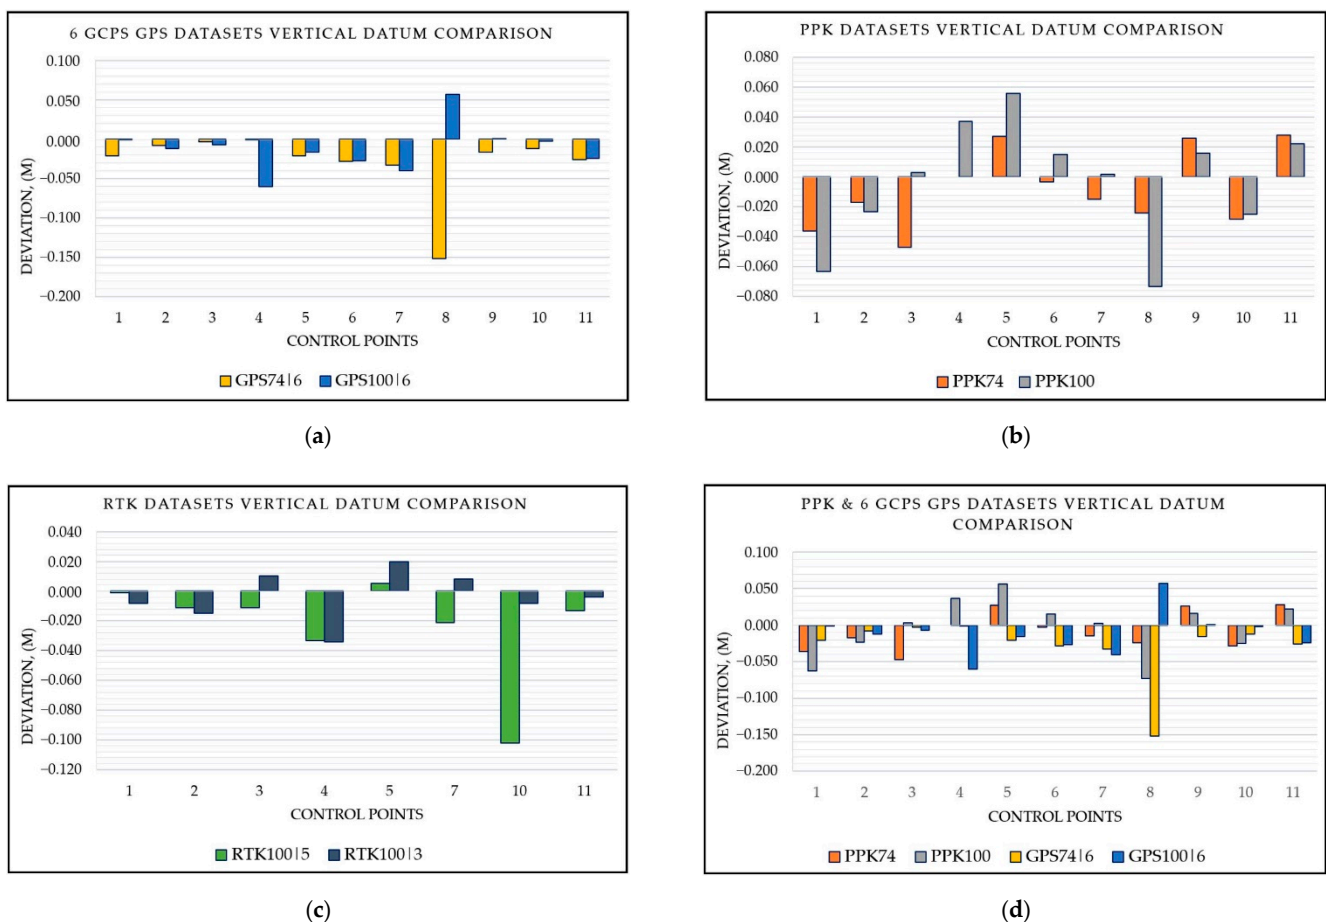 6 GCPS GPS DATASETS VERTICAL DATUM COMPARISON
0.100
0.050
0.000
−0.050
−0.100
−0.150
−0.200
DEVIATION, (M)
1 2 3 4 5 6 7 8 9 10 11
CONTROL POINTS
GPS74|6 GPS100|6
(a)
PPK DATASETS VERTICAL DATUM COMPARISON
0.080
0.060
0.040
0.020
0.000
−0.020
−0.040
−0.060
−0.080
DEVIATION, (M)
1 2 3 4 5 6 7 8 9 10 11
CONTROL POINTS
PPK74 PPK100
(b)
RTK DATASETS VERTICAL DATUM COMPARISON
0.040
0.020
0.000
−0.020
−0.040
−0.060
−0.080
−0.100
−0.120
DEVIATION, (M)
1 2 3 4 5 7 10 11
CONTROL POINTS
RTK100|5 RTK100|3
(c)
PPK & 6 GCPS GPS DATASETS VERTICAL DATUM
COMPARISON
0.100
0.050
0.000
−0.050
−0.100
−0.150
−0.200
DEVIATION, (M)
1 2 3 4 5 6 7 8 9 10 11
CONTROL POINTS
PPK74 PPK100 GPS74|6 GPS100|6
(d)